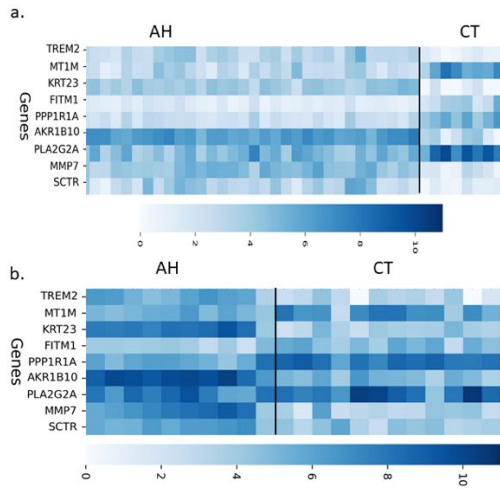 a.
AH CT
Genes
TREM2
MT1M
KRT23
FITM1
PPP1R1A
AKR1B10
PLA2G2A
MMP7
SCTR
0 2 4 6 8 10
b.
AH CT
Genes
TREM2
MT1M
KRT23
FITM1
PPP1R1A
AKR1B10
PLA2G2A
MMP7
SCTR
0 2 4 6 8 10